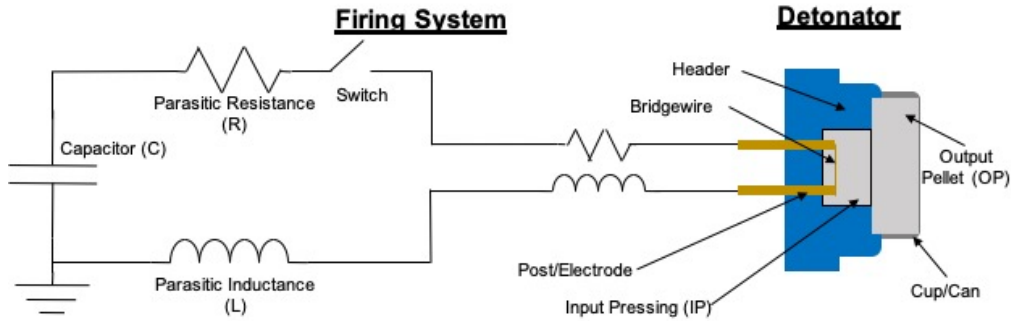 Firing System
Detonator
Parasitic Resistance
(R)
Switch
Capacitor (C)
Parasitic Inductance
(L)
Header
Bridgewire
Output
Pellet (OP)
Post/Electrode
Input Pressing (IP)
Cup/Can